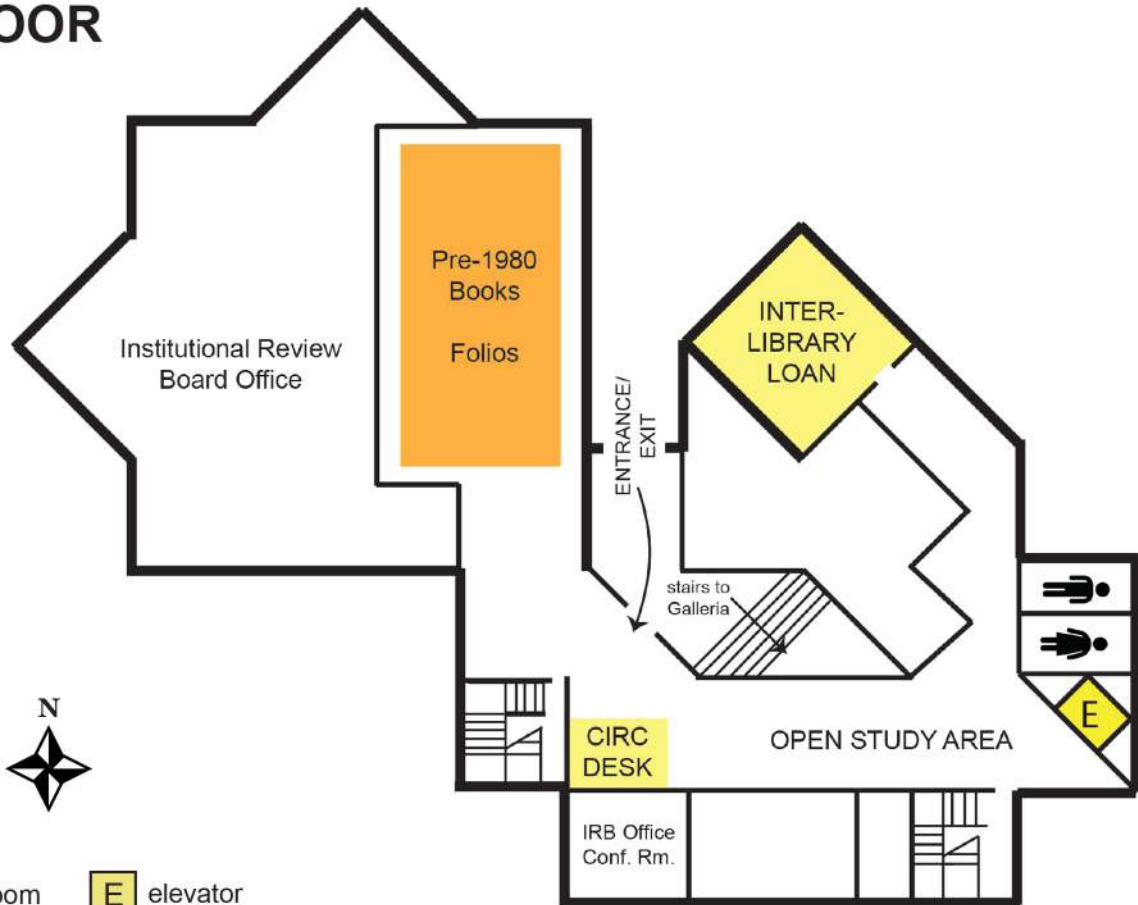 OOR
Pre-1980
Books
Folios
Institutional Review
Board Office
INTER-
LIBRARY
LOAN
ENTRANCE/
EXIT
stairs to
Galleria
E
N
CIRC
DESK
OPEN STUDY AREA
IRB Office
Conf. Rm.
oom
E elevator